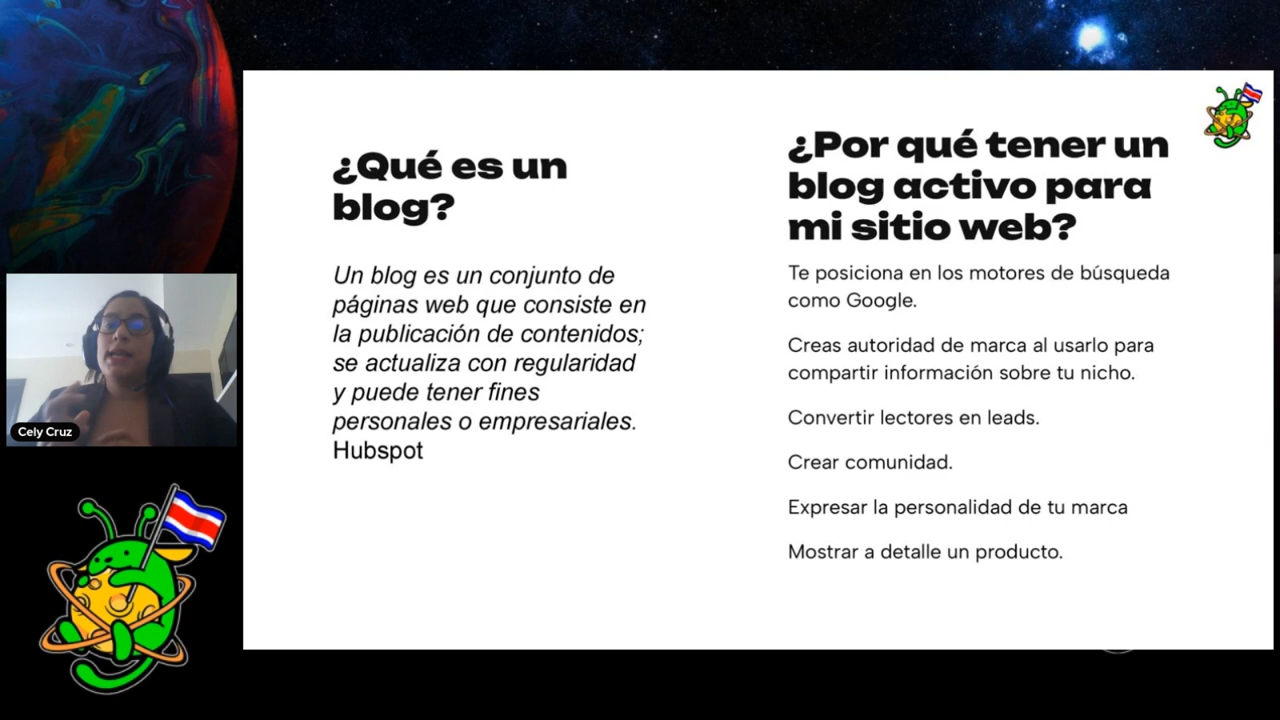 ¿Qué es un
blog?
Un blog es un conjunto de
páginas web que consiste en
la publicación de contenidos;
se actualiza con regularidad
y puede tener fines
personales o empresariales.
Hubspot
¿Por qué tener un
blog activo para
mi sitio web?
Te posiciona en los motores de búsqueda
como Google.
Creas autoridad de marca al usarlo para
compartir información sobre tu nicho.
Convertir lectores en leads.
Crear comunidad.
Expresar la personalidad de tu marca
Mostrar a detalle un producto.
Cely Cruz